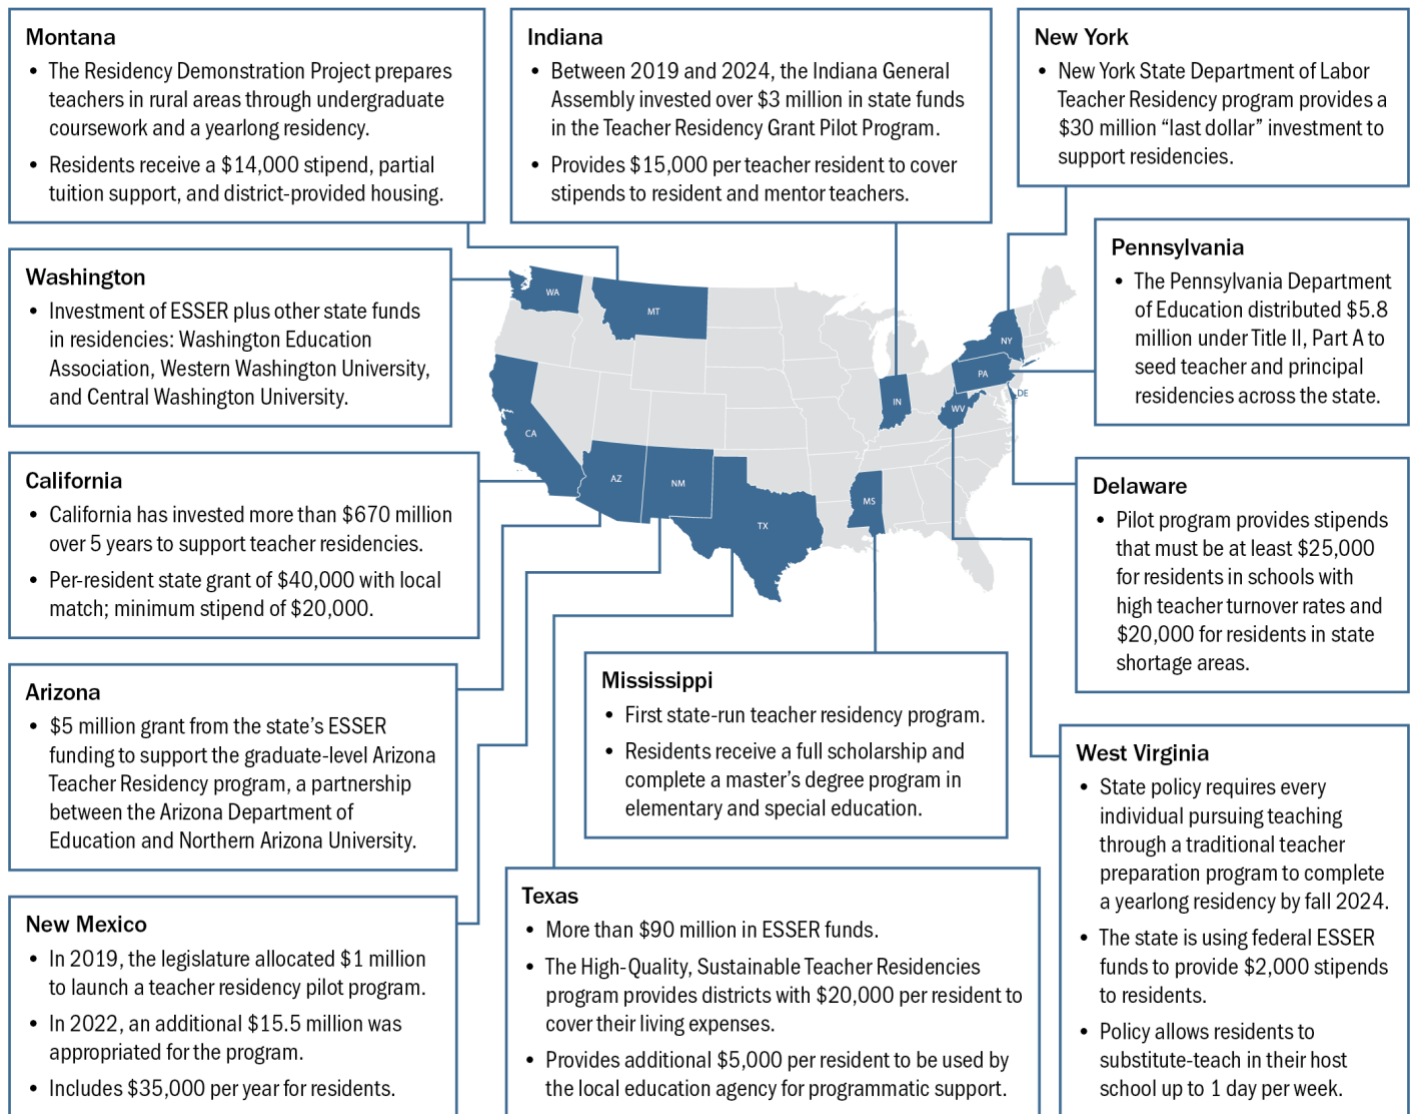 Montana
• The Residency Demonstration Project prepares
teachers in rural areas through undergraduate
coursework and a yearlong residency.
• Residents receive a $14,000 stipend, partial
tuition support, and district-provided housing.
Indiana
• Between 2019 and 2024, the Indiana General
Assembly invested over $3 million in state funds
in the Teacher Residency Grant Pilot Program.
• Provides $15,000 per teacher resident to cover
stipends to resident and mentor teachers.
New York
• New York State Department of Labor
Teacher Residency program provides a
$30 million “last dollar” investment to
support residencies.
Washington
• Investment of ESSER plus other state funds
in residencies: Washington Education
Association, Western Washington University,
and Central Washington University.
Pennsylvania
• The Pennsylvania Department
of Education distributed $5.8
million under Title II, Part A to
seed teacher and principal
residencies across the state.
WA
MT
NY
PA
DE
IN
WV
CA
AZ
NM
TX
MS
California
• California has invested more than $670 million
over 5 years to support teacher residencies.
• Per-resident state grant of $40,000 with local
match; minimum stipend of $20,000.
Delaware
• Pilot program provides stipends
that must be at least $25,000
for residents in schools with
high teacher turnover rates and
$20,000 for residents in state
shortage areas.
Arizona
• $5 million grant from the state’s ESSER
funding to support the graduate-level Arizona
Teacher Residency program, a partnership
between the Arizona Department of
Education and Northern Arizona University.
Mississippi
• First state-run teacher residency program.
• Residents receive a full scholarship and
complete a master’s degree program in
elementary and special education.
West Virginia
• State policy requires every
individual pursuing teaching
through a traditional teacher
preparation program to complete
a yearlong residency by fall 2024.
• The state is using federal ESSER
funds to provide $2,000 stipends
to residents.
• Policy allows residents to
substitute-teach in their host
school up to 1 day per week.
New Mexico
• In 2019, the legislature allocated $1 million
to launch a teacher residency pilot program.
• In 2022, an additional $15.5 million was
appropriated for the program.
• Includes $35,000 per year for residents.
Texas
• More than $90 million in ESSER funds.
• The High-Quality, Sustainable Teacher Residencies
program provides districts with $20,000 per resident to
cover their living expenses.
• Provides additional $5,000 per resident to be used by
the local education agency for programmatic support.